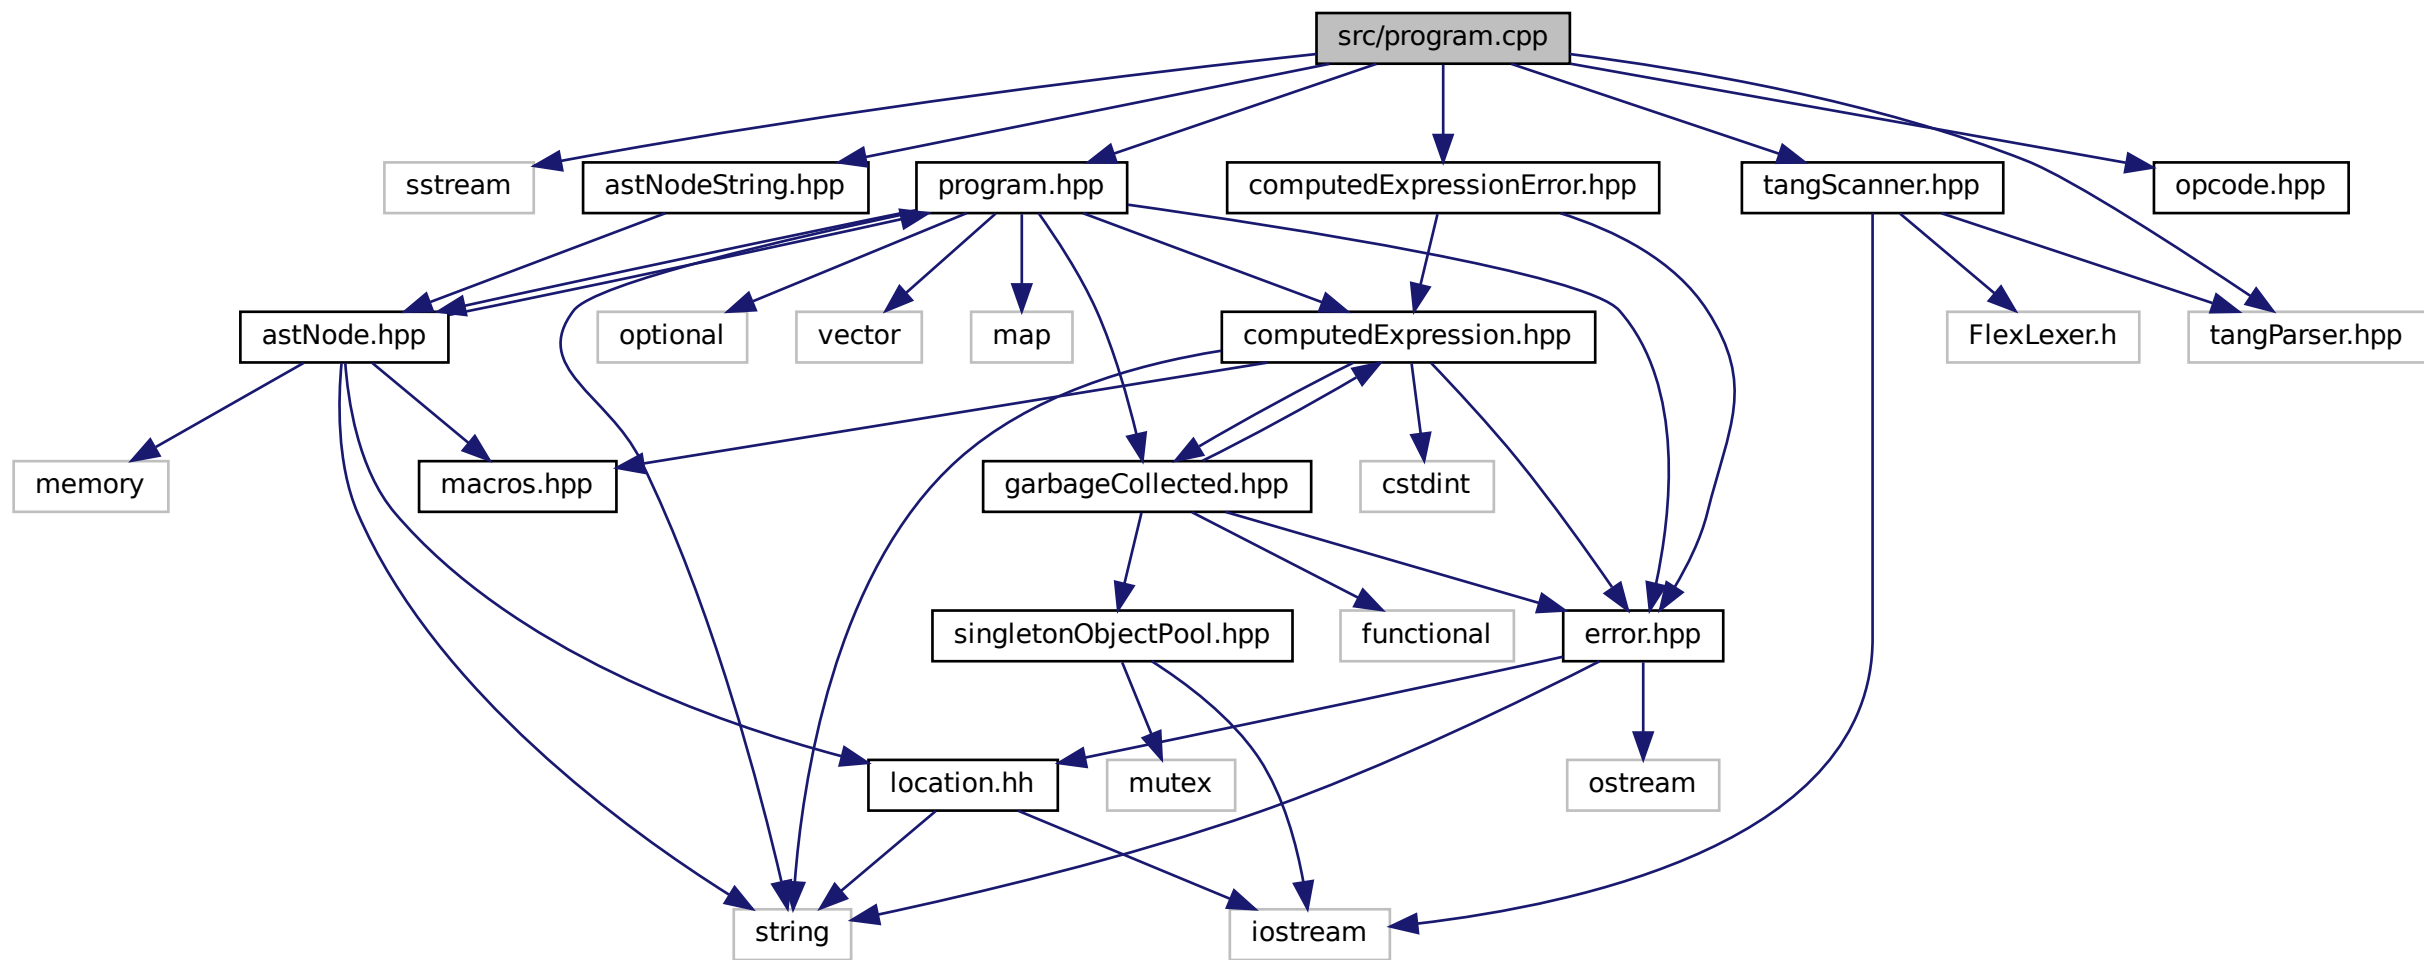 src/program.cpp
sstream
astNodeString.hpp
program.hpp
computedExpressionError.hpp
tangScanner.hpp
opcode.hpp
astNode.hpp
optional
vector
map
computedExpression.hpp
FlexLexer.h
tangParser.hpp
memory
macros.hpp
garbageCollected.hpp
cstdint
singletonObjectPool.hpp
functional
error.hpp
location.hh
mutex
ostream
string
iostream